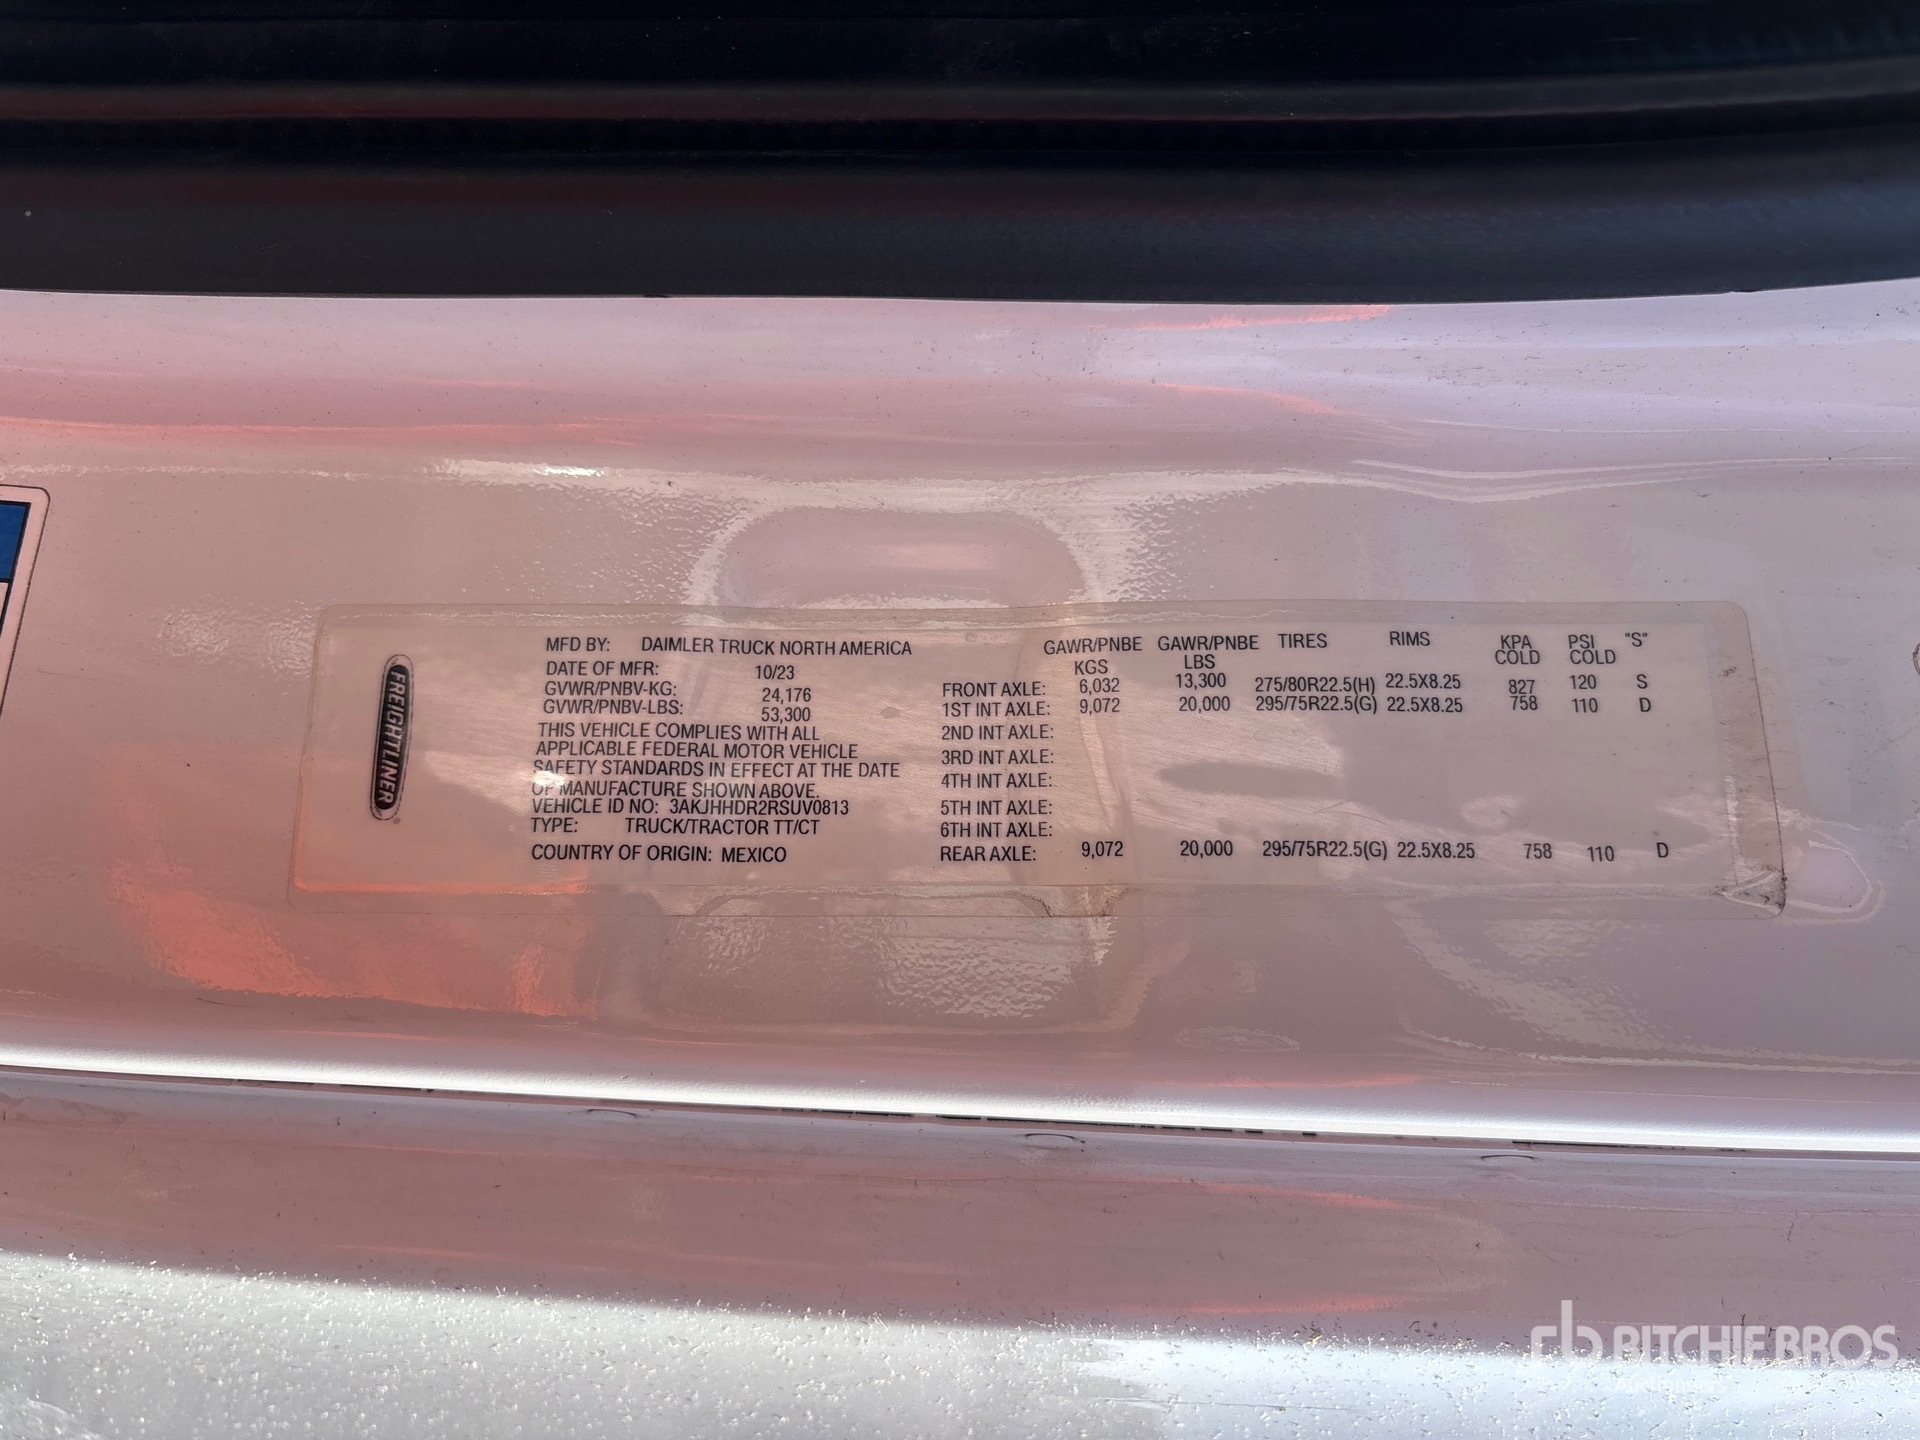 FREIGHTLINER
MFD BY: DAIMLER TRUCK NORTH AMERICA
DATE OF MFR: 10/23
GVWR/PNBV-KG: 24,176
GVWR/PNBV-LBS: 53,300
THIS VEHICLE COMPLIES WITH ALL
APPLICABLE FEDERAL MOTOR VEHICLE
SAFETY STANDARDS IN EFFECT AT THE DATE
OF MANUFACTURE SHOWN ABOVE.
VEHICLE ID NO: 3AKJHHDR2RSUV0813
TYPE: TRUCK/TRACTOR TT/CT
COUNTRY OF ORIGIN: MEXICO
GAWR/PNBE GAWR/PNBE TIRES RIMS KPA PSI "S"
KGS LBS COLD COLD
FRONT AXLE: 6,032 13,300 275/80R22.5(H) 22.5X8.25 827 120 S
1ST INT AXLE: 9,072 20,000 295/75R22.5(G) 22.5X8.25 758 110 D
2ND INT AXLE:
3RD INT AXLE:
4TH INT AXLE:
5TH INT AXLE:
6TH INT AXLE:
REAR AXLE: 9,072 20,000 295/75R22.5(G) 22.5X8.25 758 110 D
rb RITCHIE BROS